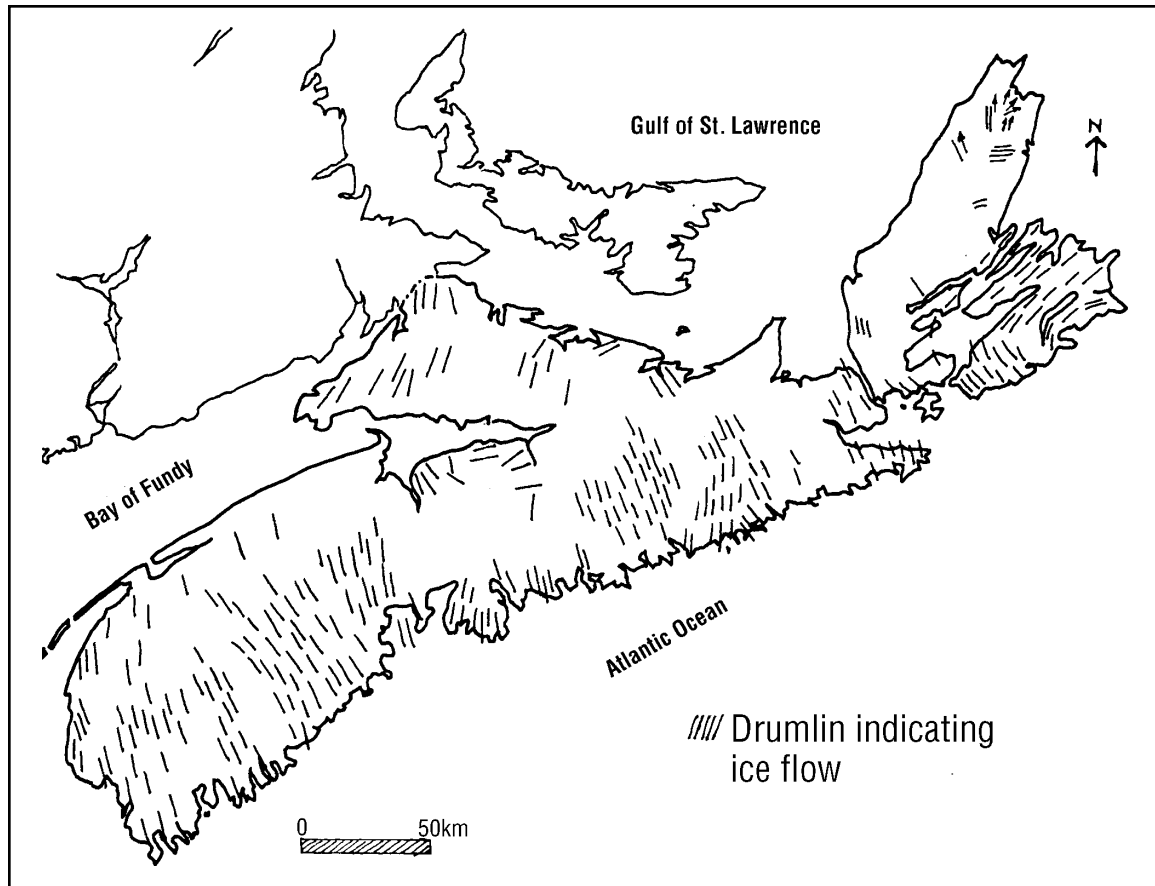 Gulf of St. Lawrence
N
Bay of Fundy
Atlantic Ocean
Drumlin indicating
ice flow
0 50km